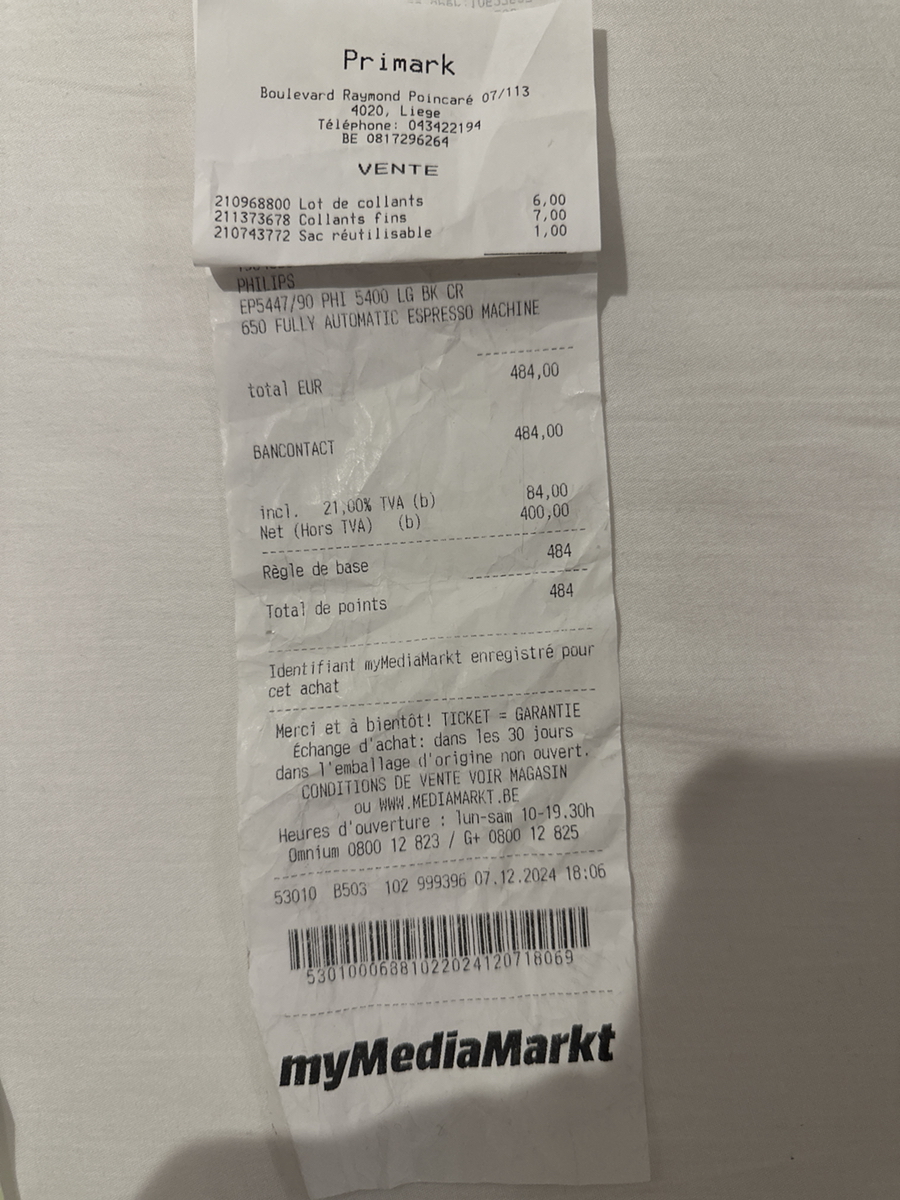 Primark
Boulevard Raymond Poincaré 07/113
4020, Liege
Téléphone: 043422194
BE 0817296264
VENTE
210968800 Lot de collants 6,00
211373678 Collants fins 7,00
210743772 Sac réutilisable 1,00
PHILIPS
EP5447/90 PHI 5400 LG BK CR
650 FULLY AUTOMATIC ESPRESSO MACHINE
total EUR 484,00
BANCONTACT 484,00
incl. 21,00% TVA (b) 84,00
Net (Hors TVA) (b) 400,00
Règle de base 484
Total de points 484
Identifiant myMediaMarkt enregistré pour
cet achat
Merci et à bientôt! TICKET = GARANTIE
Échange d'achat: dans les 30 jours
dans l'emballage d'origine non ouvert.
CONDITIONS DE VENTE VOIR MAGASIN
ou WWW.MEDIAMARKT.BE
Heures d'ouverture : lun-sam 10-19.30h
Omnium 0800 12 823 / G+ 0800 12 825
53010 B503 102 999396 07.12.2024 18:06
53010006881022024120718069
myMediaMarkt